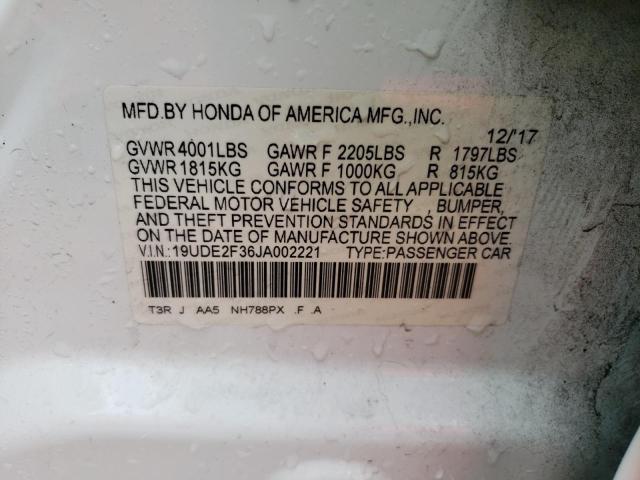 MFD.BY HONDA OF AMERICA MFG.,INC.
12/'17
GVWR 4001LBS GAWR F 2205LBS R 1797LBS
GVWR 1815KG GAWR F 1000KG R 815KG
THIS VEHICLE CONFORMS TO ALL APPLICABLE
FEDERAL MOTOR VEHICLE SAFETY , BUMPER,
AND THEFT PREVENTION STANDARDS IN EFFECT
ON THE DATE OF MANUFACTURE SHOWN ABOVE.
V.I.N.: 19UDE2F36JA002221 TYPE:PASSENGER CAR
T3R J AA5 NH788PX .F .A